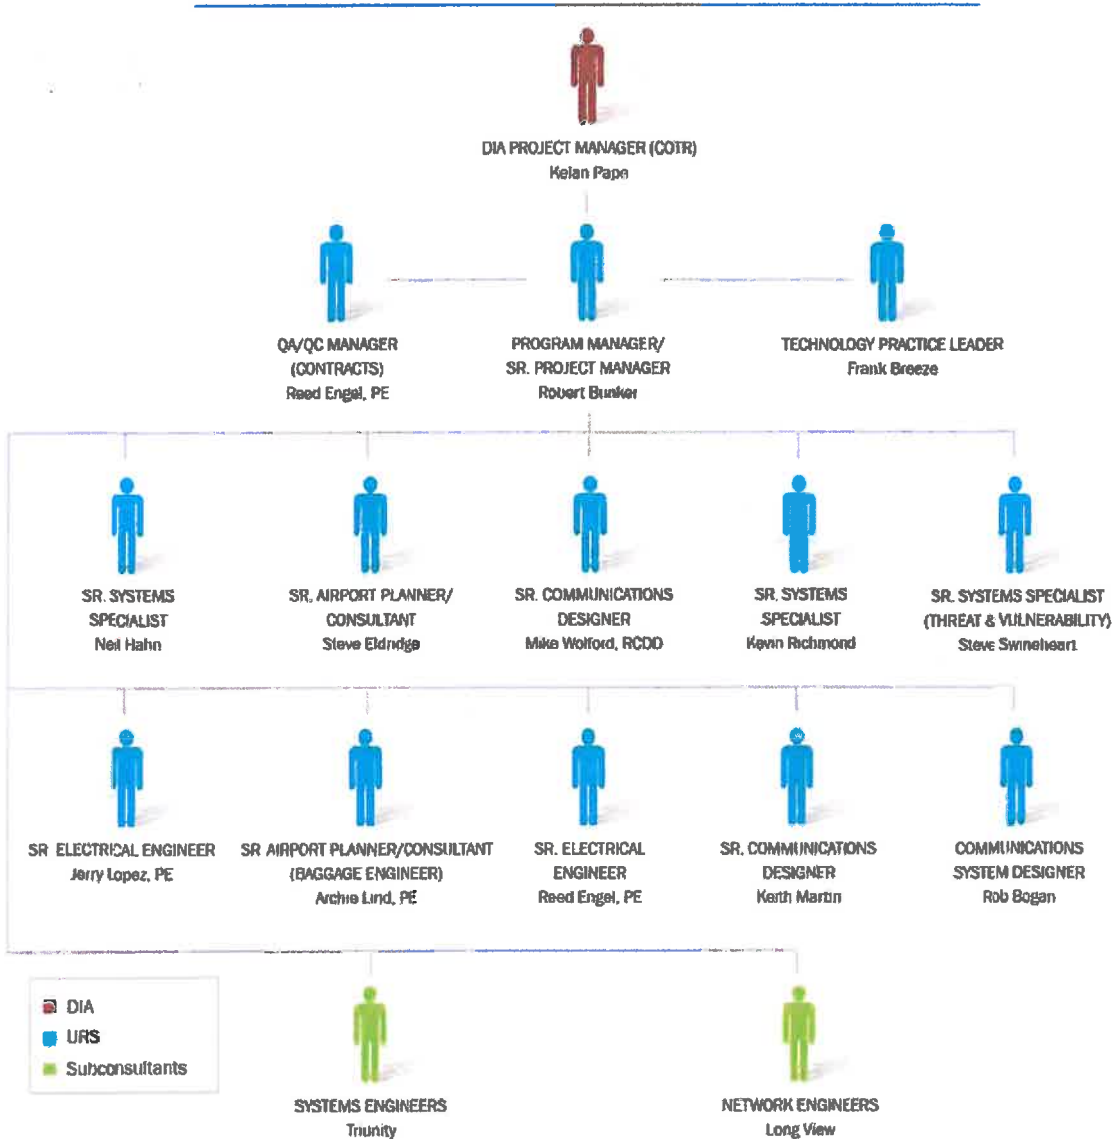 DIA PROJECT MANAGER (COTR)
Kelan Pape
QA/QC MANAGER
(CONTRACTS)
Reed Engel, PE
PROGRAM MANAGER/
SR. PROJECT MANAGER
Robert Bunker
TECHNOLOGY PRACTICE LEADER
Frank Breeze
SR. SYSTEMS
SPECIALIST
Neil Hahn
SR. AIRPORT PLANNER/
CONSULTANT
Steve Eldridge
SR. COMMUNICATIONS
DESIGNER
Mike Wolford, RCDD
SR. SYSTEMS
SPECIALIST
Kevin Richmond
SR. SYSTEMS SPECIALIST
(THREAT & VULNERABILITY)
Steve Swineheart
SR ELECTRICAL ENGINEER
Jerry Lopez, PE
SR AIRPORT PLANNER/CONSULTANT
(BAGGAGE ENGINEER)
Archie Lind, PE
SR. ELECTRICAL
ENGINEER
Reed Engel, PE
SR. COMMUNICATIONS
DESIGNER
Keith Martin
COMMUNICATIONS
SYSTEM DESIGNER
Rob Bogan
DIA
URS
Subconsultants
SYSTEMS ENGINEERS
Triunity
NETWORK ENGINEERS
Long View